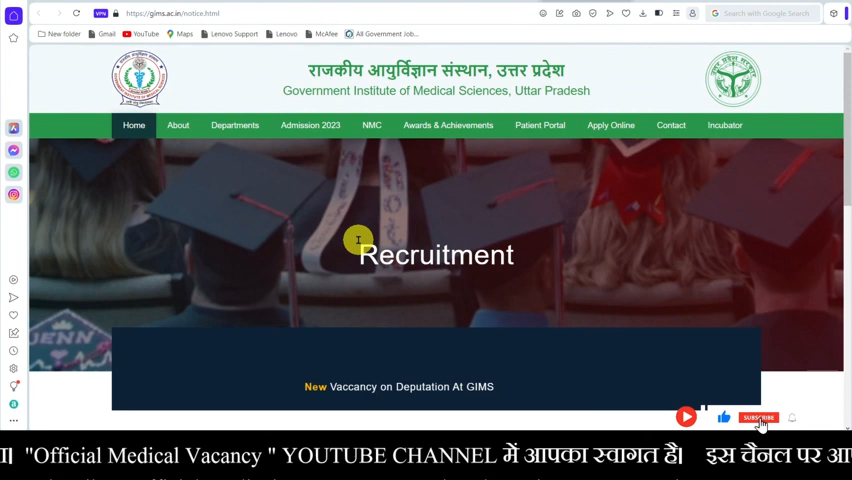 VPN
https://gims.ac.in/notice.html
Search with Google Search
New folder
Gmail
YouTube
Maps
Lenovo Support
Lenovo
McAfee
All Government Job...
राजकीय आयुर्विज्ञान संस्थान, उत्तर प्रदेश
Government Institute of Medical Sciences, Uttar Pradesh
Home
About
Departments
Admission 2023
NMC
Awards & Achievements
Patient Portal
Apply Online
Contact
Incubator
Recruitment
JENN
New Vaccancy on Deputation At GIMS
SUBSCRIBE
"Official Medical Vacancy " YOUTUBE CHANNEL में आपका स्वागत है। इस चैनल पर